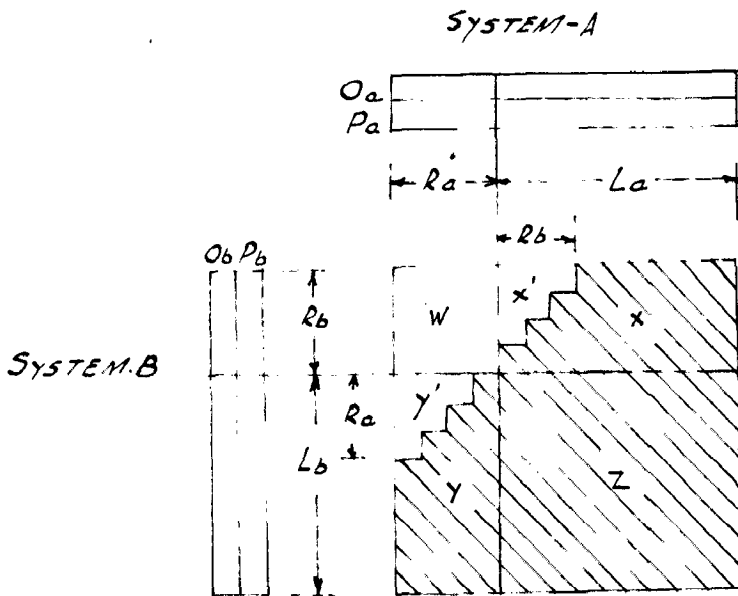 SYSTEM-A
Oa
Pa
Ra La
Rb
Ob Pb
x'
Rb W X
SYSTEM.B
Y'
Ra
Lb
Y Z